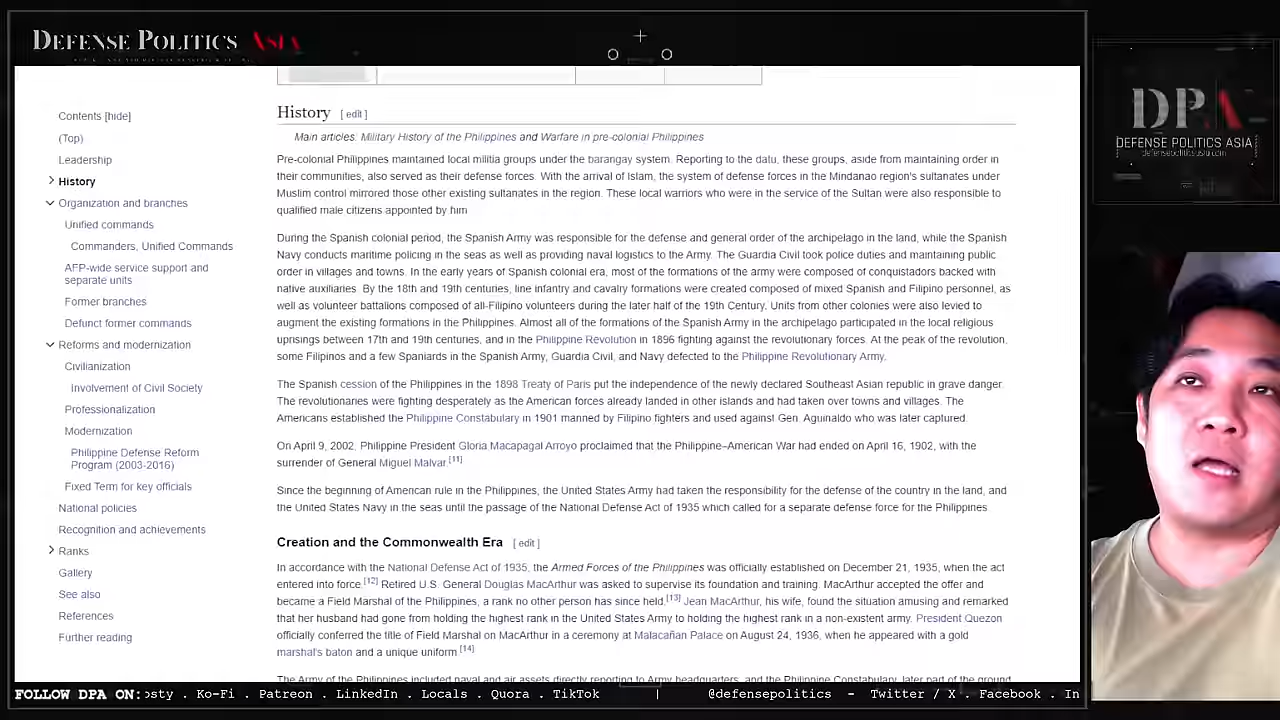 DEFENSE POLITICS ASIA
DPA
DEFENSE POLITICS ASIA
defensepoliticsasia.com
Contents [hide]
(Top)
Leadership
History
Organization and branches
Unified commands
Commanders, Unified Commands
AFP-wide service support and
separate units
Former branches
Defunct former commands
Reforms and modernization
Civilianization
Involvement of Civil Society
Professionalization
Modernization
Philippine Defense Reform
Program (2003-2016)
Fixed Term for key officials
National policies
Recognition and achievements
Ranks
Gallery
See also
References
Further reading
History [ edit ]
Main articles: Military History of the Philippines and Warfare in pre-colonial Philippines
Pre-colonial Philippines maintained local militia groups under the barangay system. Reporting to the datu, these groups, aside from maintaining order in
their communities, also served as their defense forces. With the arrival of Islam, the system of defense forces in the Mindanao region's sultanates under
Muslim control mirrored those other existing sultanates in the region. These local warriors who were in the service of the Sultan were also responsible to
qualified male citizens appointed by him
During the Spanish colonial period, the Spanish Army was responsible for the defense and general order of the archipelago in the land, while the Spanish
Navy conducts maritime policing in the seas as well as providing naval logistics to the Army. The Guardia Civil took police duties and maintaining public
order in villages and towns. In the early years of Spanish colonial era, most of the formations of the army were composed of conquistadors backed with
native auxiliaries. By the 18th and 19th centuries, line infantry and cavalry formations were created composed of mixed Spanish and Filipino personnel, as
well as volunteer battalions composed of all-Filipino volunteers during the later half of the 19th Century. Units from other colonies were also levied to
augment the existing formations in the Philippines. Almost all of the formations of the Spanish Army in the archipelago participated in the local religious
uprisings between 17th and 19th centuries, and in the Philippine Revolution in 1896 fighting against the revolutionary forces. At the peak of the revolution,
some Filipinos and a few Spaniards in the Spanish Army, Guardia Civil, and Navy defected to the Philippine Revolutionary Army.
The Spanish cession of the Philippines in the 1898 Treaty of Paris put the independence of the newly declared Southeast Asian republic in grave danger.
The revolutionaries were fighting desperately as the American forces already landed in other islands and had taken over towns and villages. The
Americans established the Philippine Constabulary in 1901 manned by Filipino fighters and used against Gen. Aguinaldo who was later captured.
On April 9, 2002, Philippine President Gloria Macapagal Arroyo proclaimed that the Philippine–American War had ended on April 16, 1902, with the
surrender of General Miguel Malvar.[11]
Since the beginning of American rule in the Philippines, the United States Army had taken the responsibility for the defense of the country in the land, and
the United States Navy in the seas until the passage of the National Defense Act of 1935 which called for a separate defense force for the Philippines
Creation and the Commonwealth Era [ edit ]
In accordance with the National Defense Act of 1935, the Armed Forces of the Philippines was officially established on December 21, 1935, when the act
entered into force.[12] Retired U.S. General Douglas MacArthur was asked to supervise its foundation and training. MacArthur accepted the offer and
became a Field Marshal of the Philippines, a rank no other person has since held.[13] Jean MacArthur, his wife, found the situation amusing and remarked
that her husband had gone from holding the highest rank in the United States Army to holding the highest rank in a non-existent army. President Quezon
officially conferred the title of Field Marshal on MacArthur in a ceremony at Malacañan Palace on August 24, 1936, when he appeared with a gold
marshal's baton and a unique uniform [14]
The Army of the Philippines included naval and air assets directly reporting to Army headquarters, and the Philippine Constabulary, later part of the ground
FOLLOW DPA ON: osty . Ko-Fi . Patreon . LinkedIn . Locals . Quora . TikTok | @defensepolitics - Twitter / X . Facebook . In